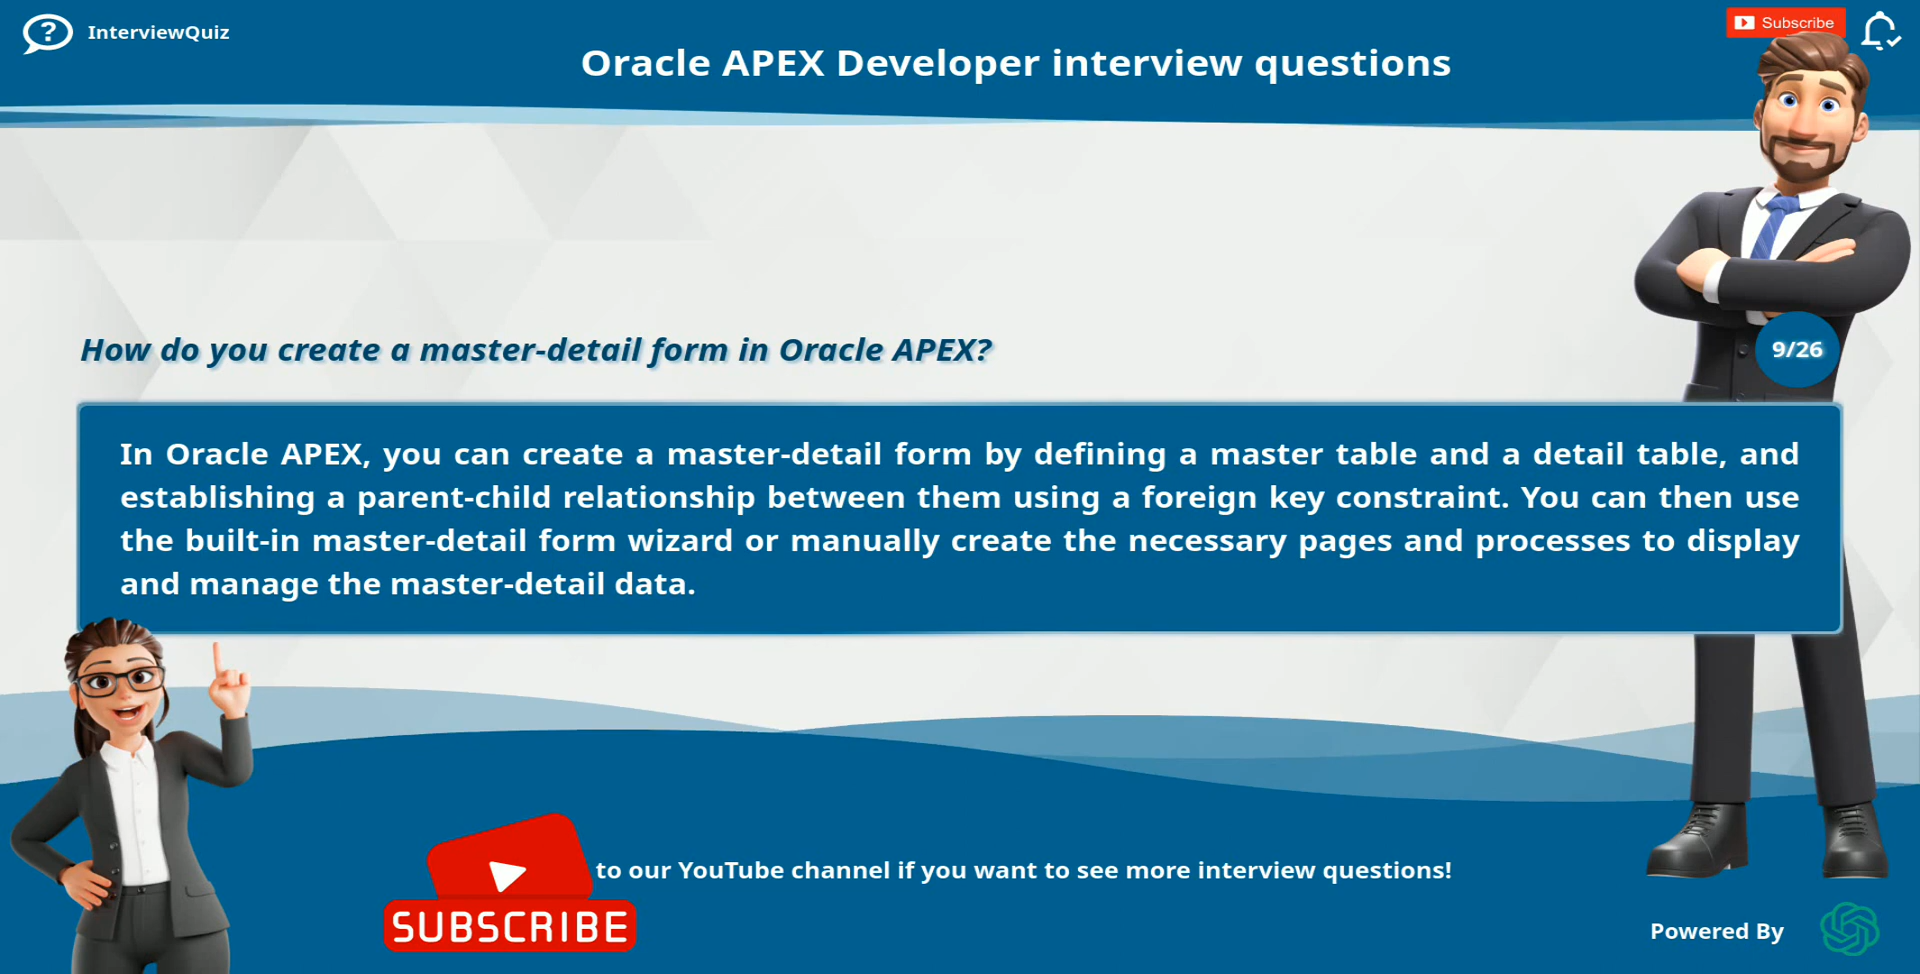 InterviewQuiz
Subscribe
Oracle APEX Developer interview questions
How do you create a master-detail form in Oracle APEX?
9/26
In Oracle APEX, you can create a master-detail form by defining a master table and a detail table, and
establishing a parent-child relationship between them using a foreign key constraint. You can then use
the built-in master-detail form wizard or manually create the necessary pages and processes to display
and manage the master-detail data.
to our YouTube channel if you want to see more interview questions!
SUBSCRIBE
Powered By